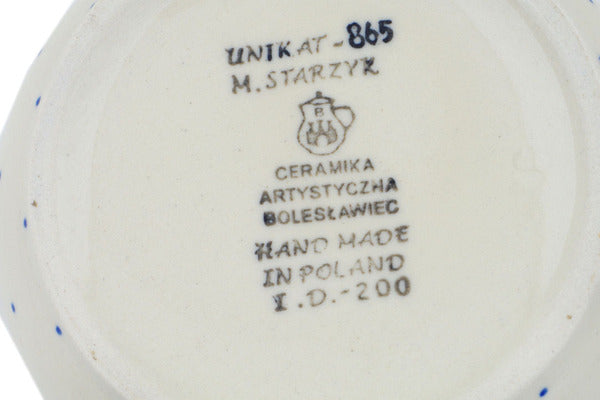 UNIKAT-865
M. STARZYK
B
CERAMIKA
ARTYSTYCZNA
BOLESŁAWIEC
HAND MADE
IN POLAND
I.D.-200